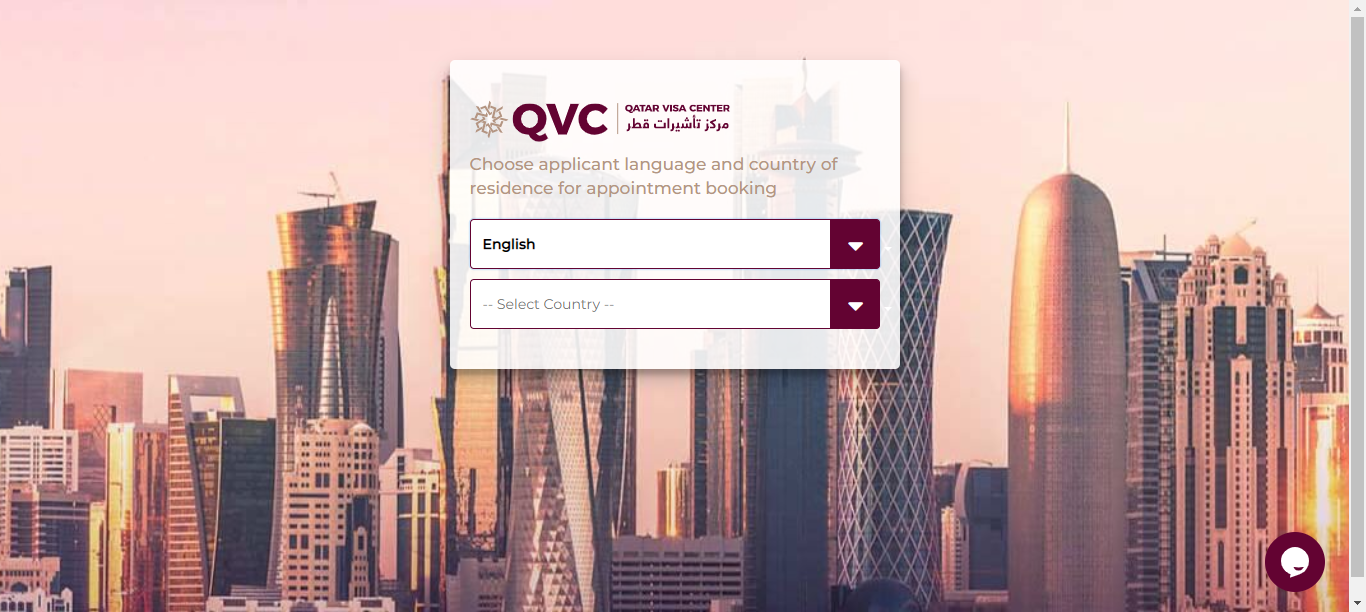 QVC
QATAR VISA CENTER
مركز تأشيرات قطر
Choose applicant language and country of
residence for appointment booking
English
-- Select Country --